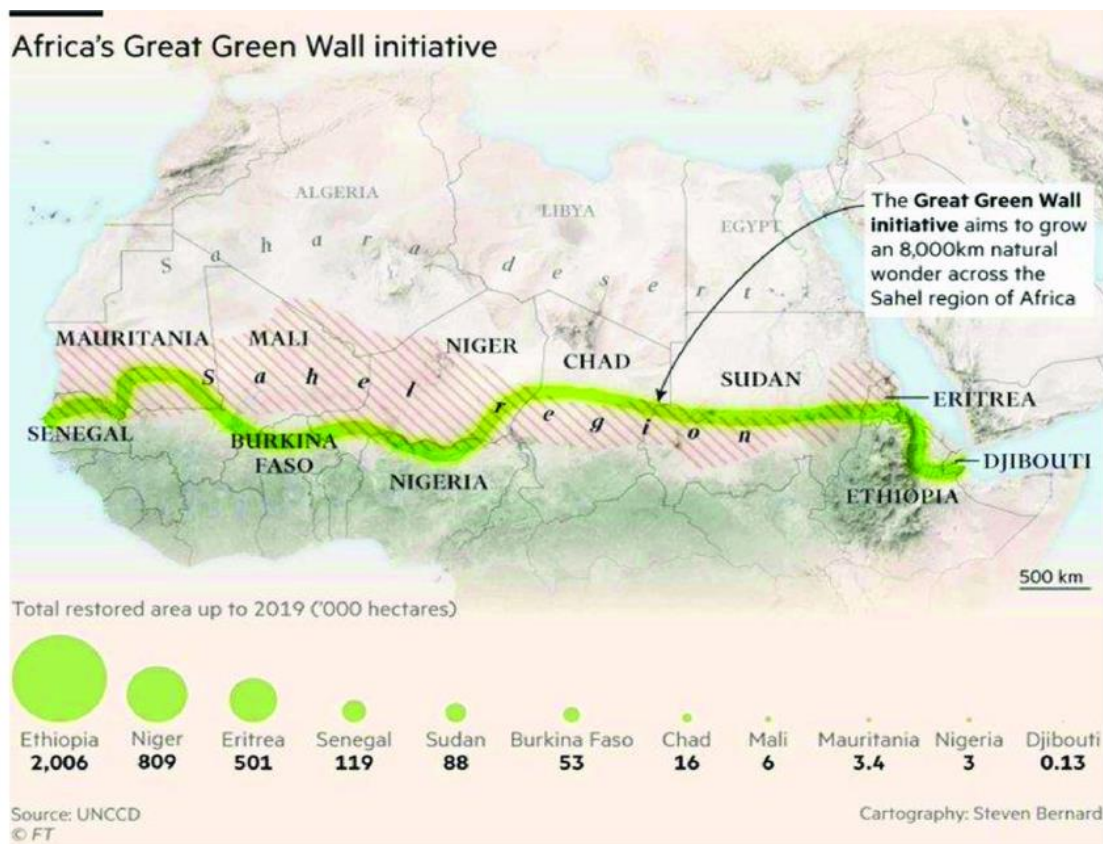 Africa's Great Green Wall initiative
ALGERIA
LIBYA
EGYPT
Sahara desert
The Great Green Wall
initiative aims to grow
an 8,000km natural
wonder across the
Sahel region of Africa
MAURITANIA
MALI
NIGER
CHAD
SUDAN
Sahel region
ERITREA
SENEGAL
BURKINA
FASO
NIGERIA
DJIBOUTI
ETHIOPIA
500 km
Total restored area up to 2019 ('000 hectares)
Ethiopia Niger Eritrea Senegal Sudan Burkina Faso Chad Mali Mauritania Nigeria Djibouti
2,006 809 501 119 88 53 16 6 3.4 3 0.13
Source: UNCCD
Cartography: Steven Bernard
© FT